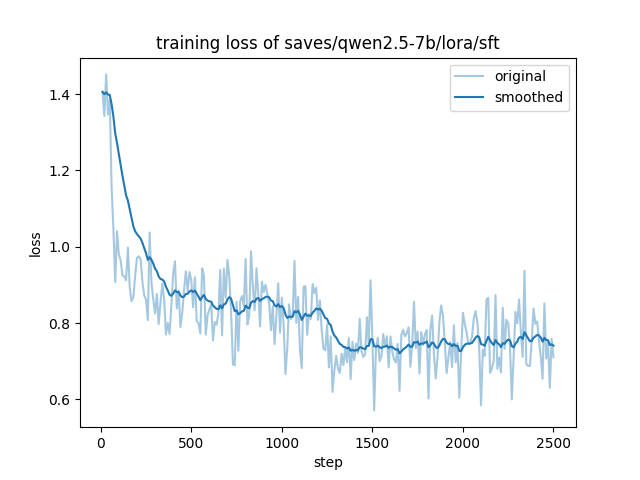 training loss of saves/qwen2.5-7b/lora/sft
original
smoothed
1.4
1.2
1.0
0.8
0.6
loss
0 500 1000 1500 2000 2500
step